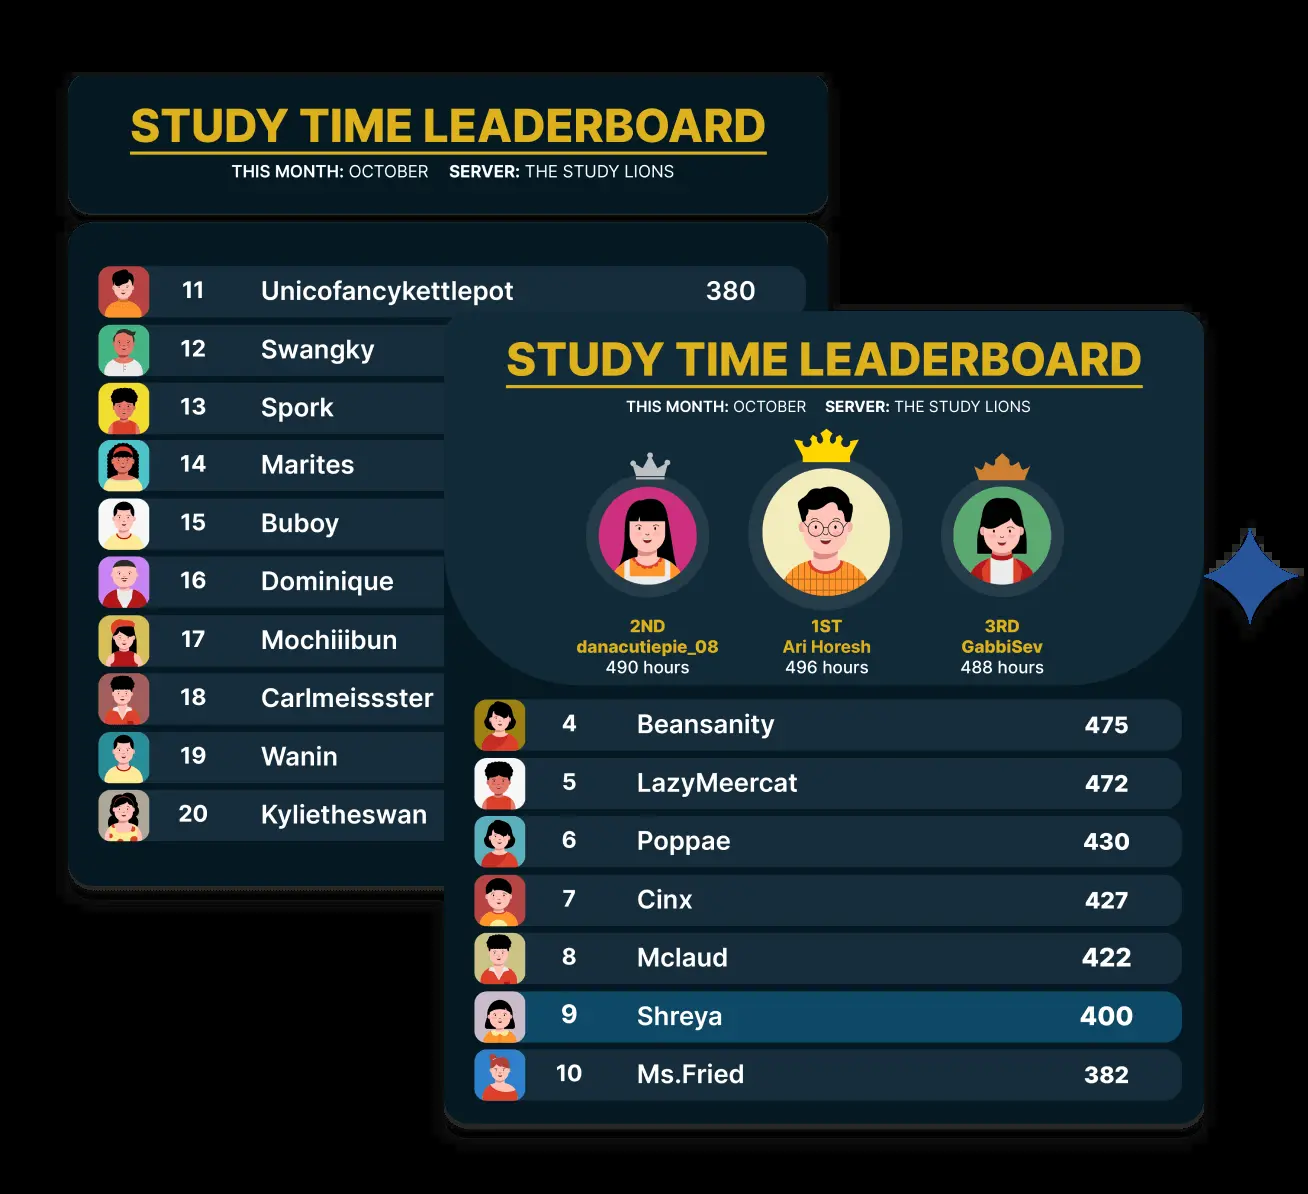 STUDY TIME LEADERBOARD
THIS MONTH: OCTOBER SERVER: THE STUDY LIONS
11 Unicofancykettlepot 380
12 Swangky
13 Spork
14 Marites
15 Buboy
16 Dominique
17 Mochiiibun
18 Carlmeissster
19 Wanin
20 Kylietheswan
STUDY TIME LEADERBOARD
THIS MONTH: OCTOBER SERVER: THE STUDY LIONS
2ND
danacutiepie_08
490 hours
1ST
Ari Horesh
496 hours
3RD
GabbiSev
488 hours
4 Beansanity 475
5 LazyMeercat 472
6 Poppae 430
7 Cinx 427
8 Mclaud 422
9 Shreya 400
10 Ms.Fried 382